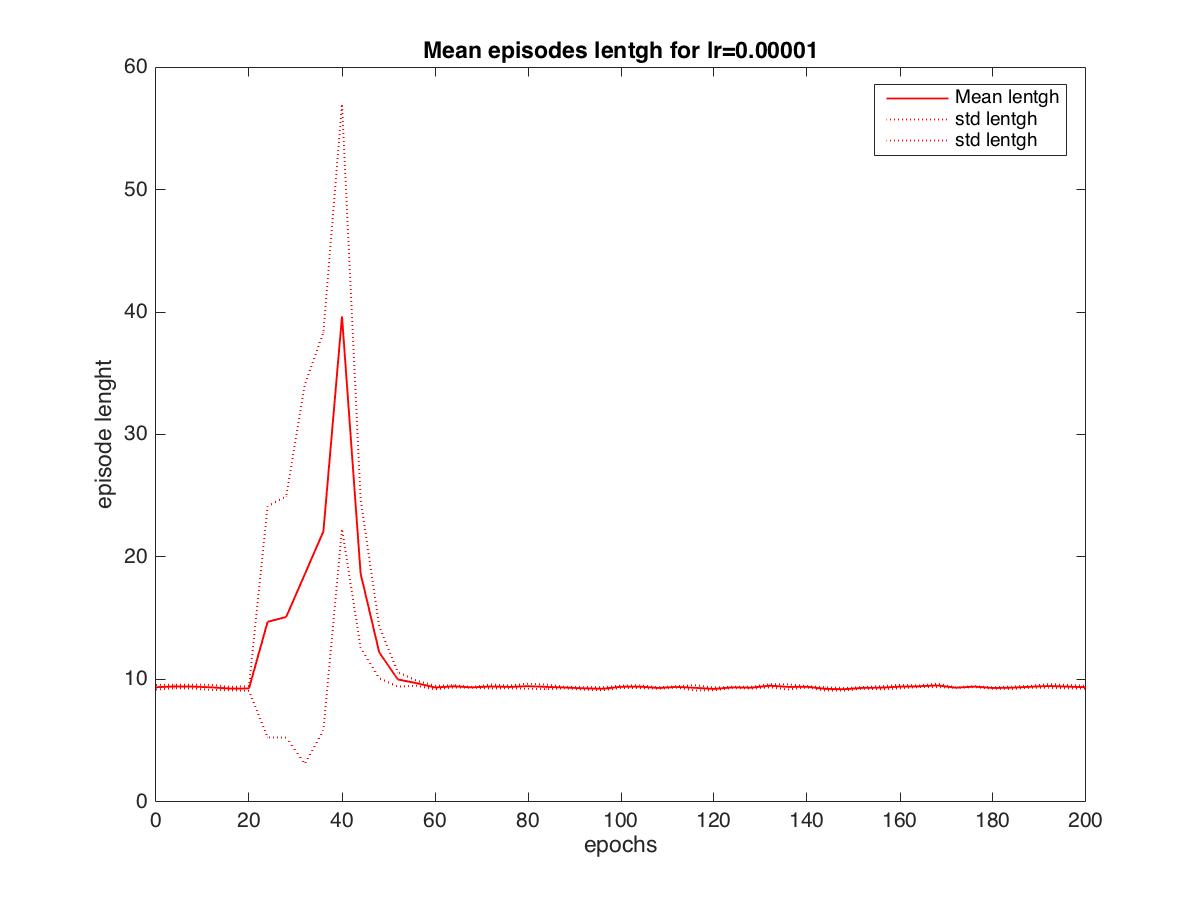 Mean episodes lentgh for lr=0.00001
Mean lentgh
std lentgh
std lentgh
60
50
40
30
20
10
0
episode lenght
0 20 40 60 80 100 120 140 160 180 200
epochs